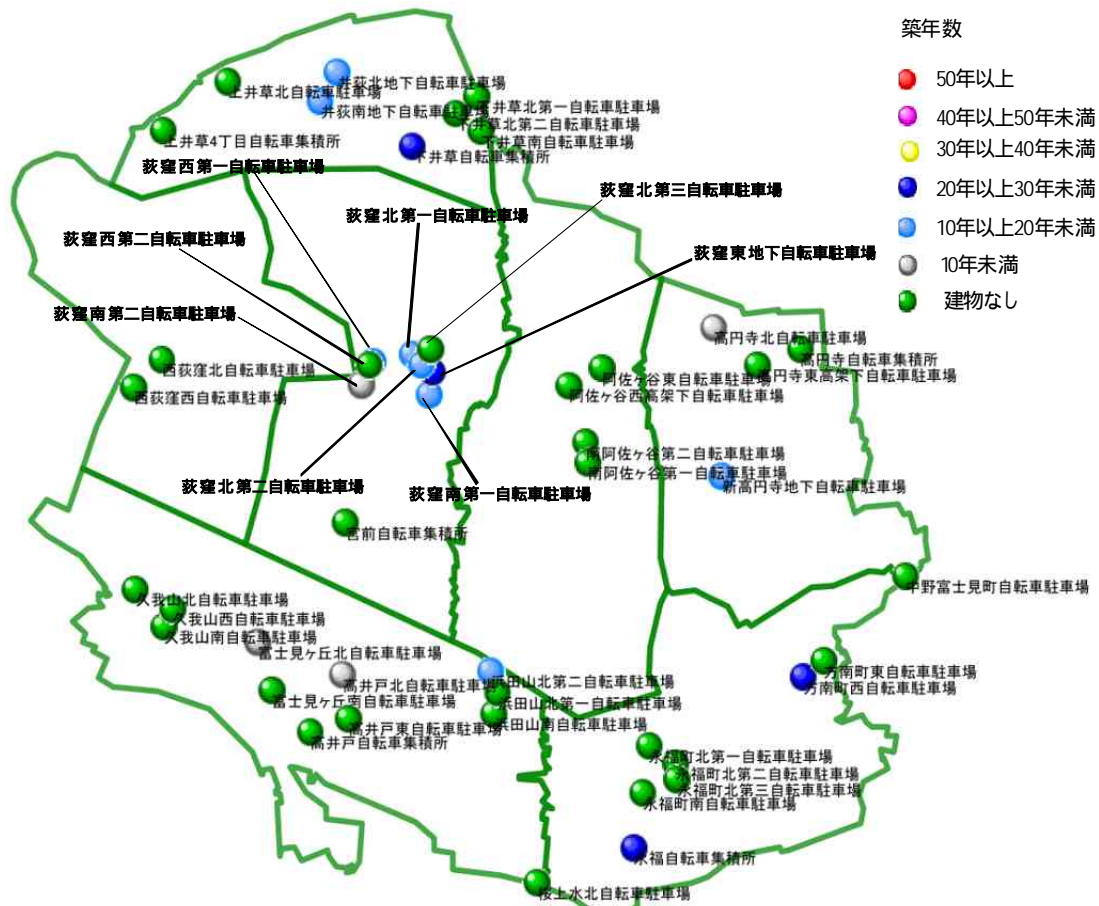 築年数
50年以上
40年以上50年未満
30年以上40年未満
20年以上30年未満
10年以上20年未満
10年未満
建物なし
井荻北地下自転車駐車場
上井草北自転車駐車場
井荻南地下自転車駐車場
下井草北第一自転車駐車場
下井草北第二自転車駐車場
下井草南自転車駐車場
上井草4丁目自転車集積所
下井草自転車集積所
荻窪西第一自転車駐車場
荻窪北第三自転車駐車場
荻窪北第一自転車駐車場
荻窪西第二自転車駐車場
荻窪東地下自転車駐車場
荻窪南第二自転車駐車場
高円寺北自転車駐車場
高円寺自転車集積所
高円寺東高架下自転車駐車場
西荻窪北自転車駐車場
西荻窪西自転車駐車場
阿佐ヶ谷東自転車駐車場
阿佐ヶ谷西高架下自転車駐車場
南阿佐ヶ谷第二自転車駐車場
南阿佐ヶ谷第一自転車駐車場
新高円寺地下自転車駐車場
荻窪北第二自転車駐車場
荻窪南第一自転車駐車場
宮前自転車集積所
中野富士見町自転車駐車場
久我山北自転車駐車場
久我山西自転車駐車場
久我山南自転車駐車場
富士見ヶ丘北自転車駐車場
高井戸北自転車駐車場
富士見ヶ丘南自転車駐車場
高井戸東自転車駐車場
高井戸自転車集積所
浜田山北第二自転車駐車場
浜田山北第一自転車駐車場
浜田山南自転車駐車場
方南町東自転車駐車場
方南町西自転車駐車場
永福町北第一自転車駐車場
永福町北第二自転車駐車場
永福町北第三自転車駐車場
永福町南自転車駐車場
永福自転車集積所
桜上水北自転車駐車場